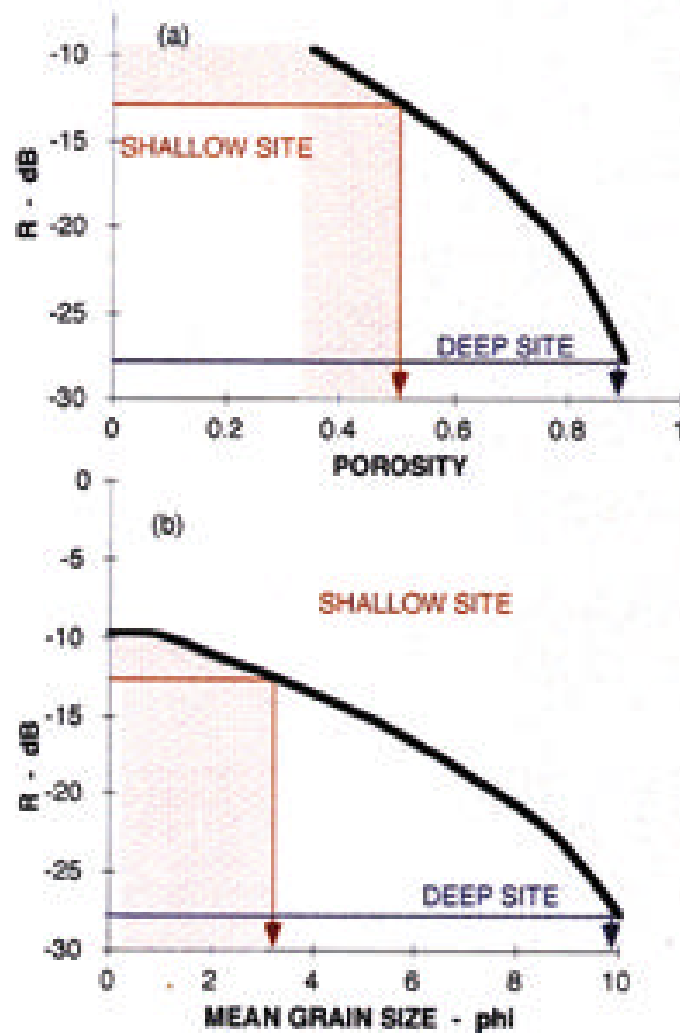 (a)
-10
-15
-20
-25
-30
R - dB
SHALLOW SITE
DEEP SITE
0 0.2 0.4 0.6 0.8 1
POROSITY
(b)
0
-5
-10
-15
-20
-25
-30
R - dB
SHALLOW SITE
DEEP SITE
0 2 4 6 8 10
MEAN GRAIN SIZE - phi